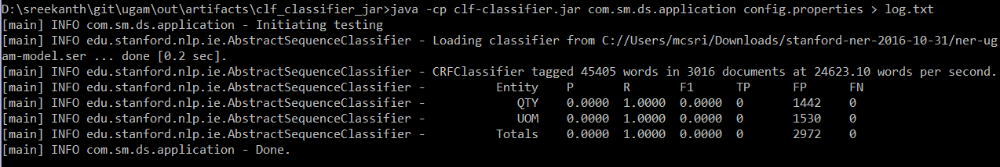 D:\sreekanth\git\ugam\out\artifacts\clf_classifier_jar>java -cp clf-classifier.jar com.sm.ds.application config.properties > log.txt
[main] INFO com.sm.ds.application - Initiating testing
[main] INFO edu.stanford.nlp.ie.AbstractSequenceClassifier - Loading classifier from C://Users/mcsri/Downloads/stanford-ner-2016-10-31/ner-ug
am-model.ser ... done [0.2 sec].
[main] INFO edu.stanford.nlp.ie.AbstractSequenceClassifier - CRFClassifier tagged 45405 words in 3016 documents at 24623.10 words per second.
[main] INFO edu.stanford.nlp.ie.AbstractSequenceClassifier - Entity P R F1 TP FP FN
[main] INFO edu.stanford.nlp.ie.AbstractSequenceClassifier - QTY 0.0000 1.0000 0.0000 0 1442 0
[main] INFO edu.stanford.nlp.ie.AbstractSequenceClassifier - UOM 0.0000 1.0000 0.0000 0 1530 0
[main] INFO edu.stanford.nlp.ie.AbstractSequenceClassifier - Totals 0.0000 1.0000 0.0000 0 2972 0
[main] INFO com.sm.ds.application - Done.